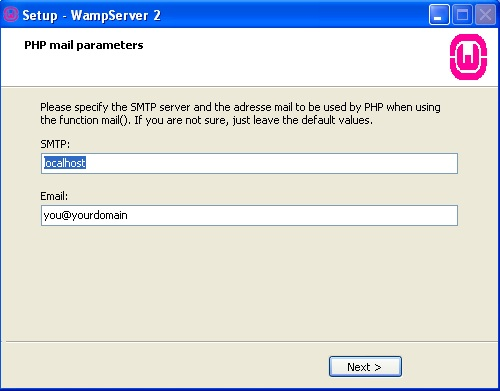 Setup - WampServer 2
PHP mail parameters
Please specify the SMTP server and the adresse mail to be used by PHP when using
the function mail(). If you are not sure, just leave the default values.
SMTP:
localhost
Email:
you@yourdomain
Next >